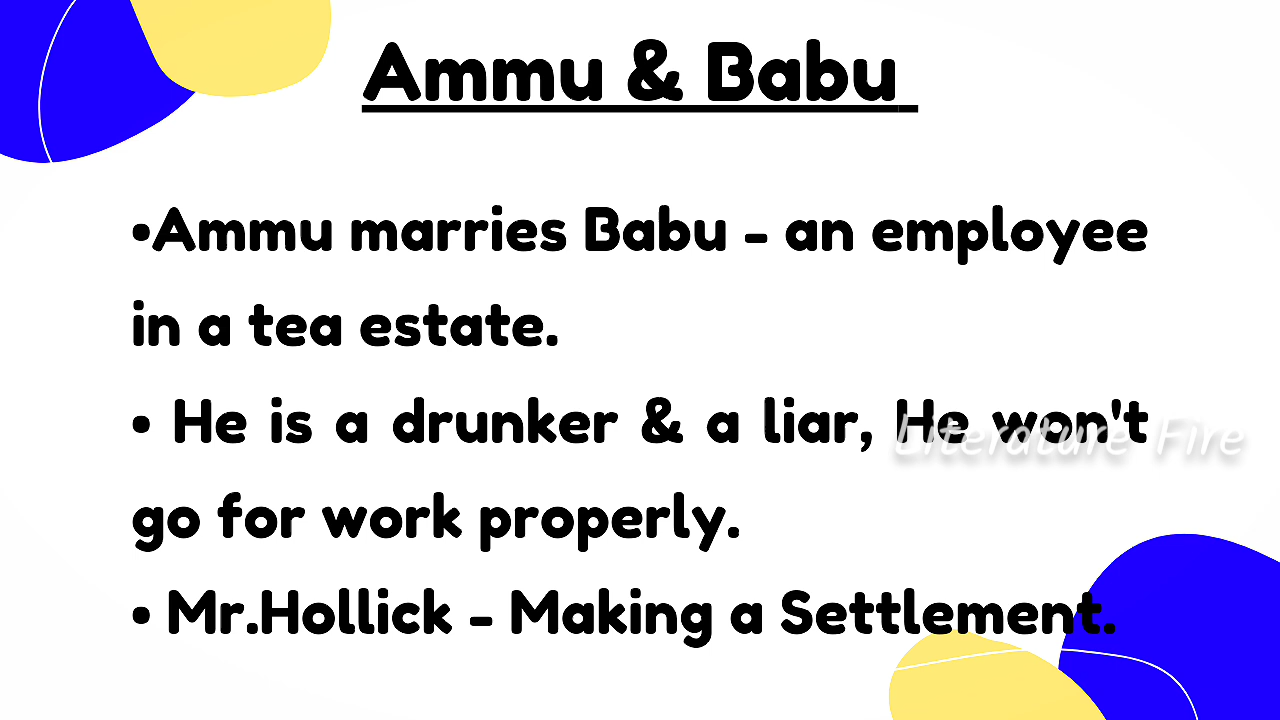 Ammu & Babu
•Ammu marries Babu - an employee
in a tea estate.
• He is a drunker & a liar, He won't
Literature Fire
go for work properly.
• Mr.Hollick - Making a Settlement.